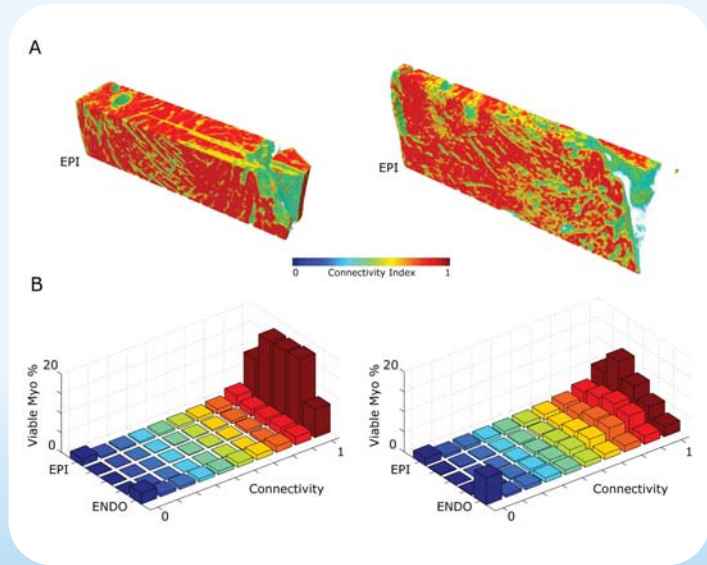 A
EPI
EPI
0 1
Connectivity Index
B
20
Viable Myo %
0
EPI
ENDO
0
Connectivity
1
20
Viable Myo %
0
EPI
ENDO
0
Connectivity
1